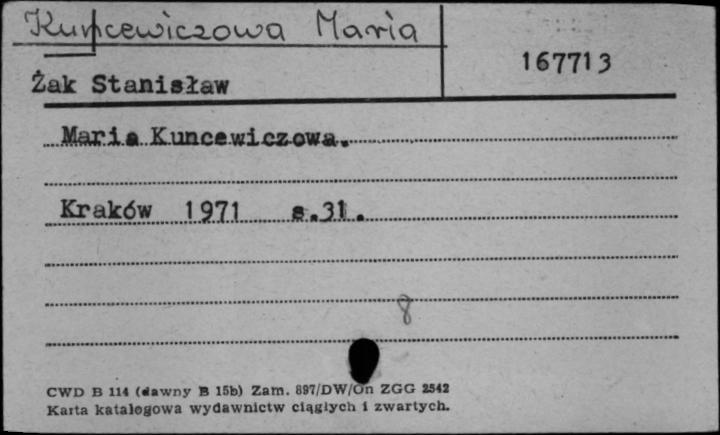 Kuncewiczowa Maria
167713
Żak Stanisław
Maria Kuncewiczowa.
Kraków 1971 s.31.
8
CWD B 114 (dawny B 15b) Zam. 897/DW/On ZGG 2542
Karta katalogowa wydawnictw ciągłych i zwartych.